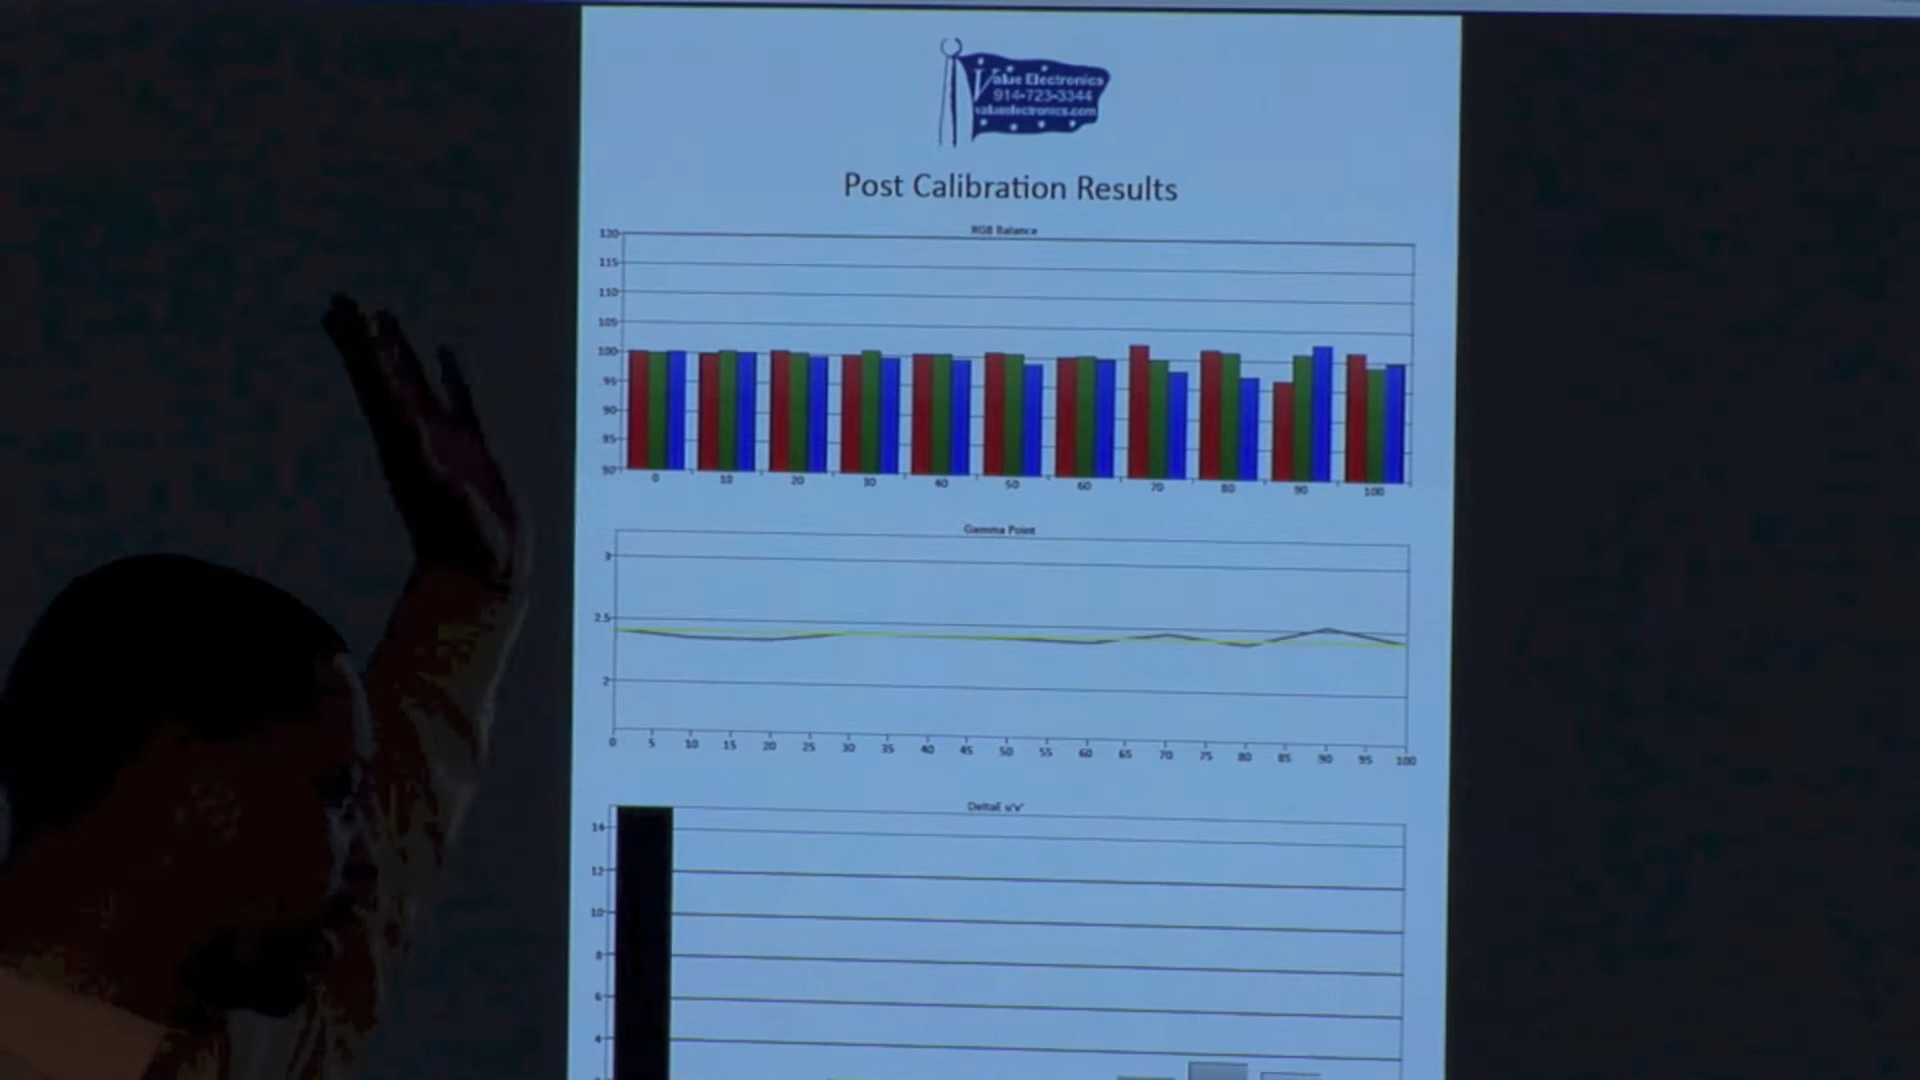 Value Electronics
914-723-3344
valueelectronics.com
Post Calibration Results
RGB Balance
120
115
110
105
100
95
90
85
0 10 20 30 40 50 60 70 80 90 100
Gamma Point
3
2.5
2
0 5 10 15 20 25 30 35 40 45 50 55 60 65 70 75 80 85 90 95 100
DeltaE u'v'
14
12
10
8
6
4